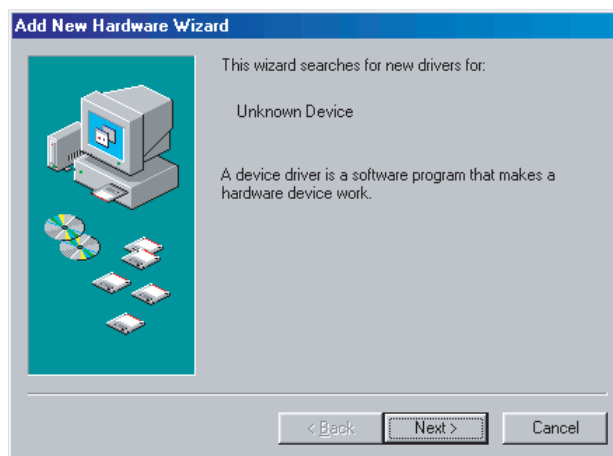 Add New Hardware Wizard
This wizard searches for new drivers for:
Unknown Device
A device driver is a software program that makes a
hardware device work.
< Back
Next >
Cancel